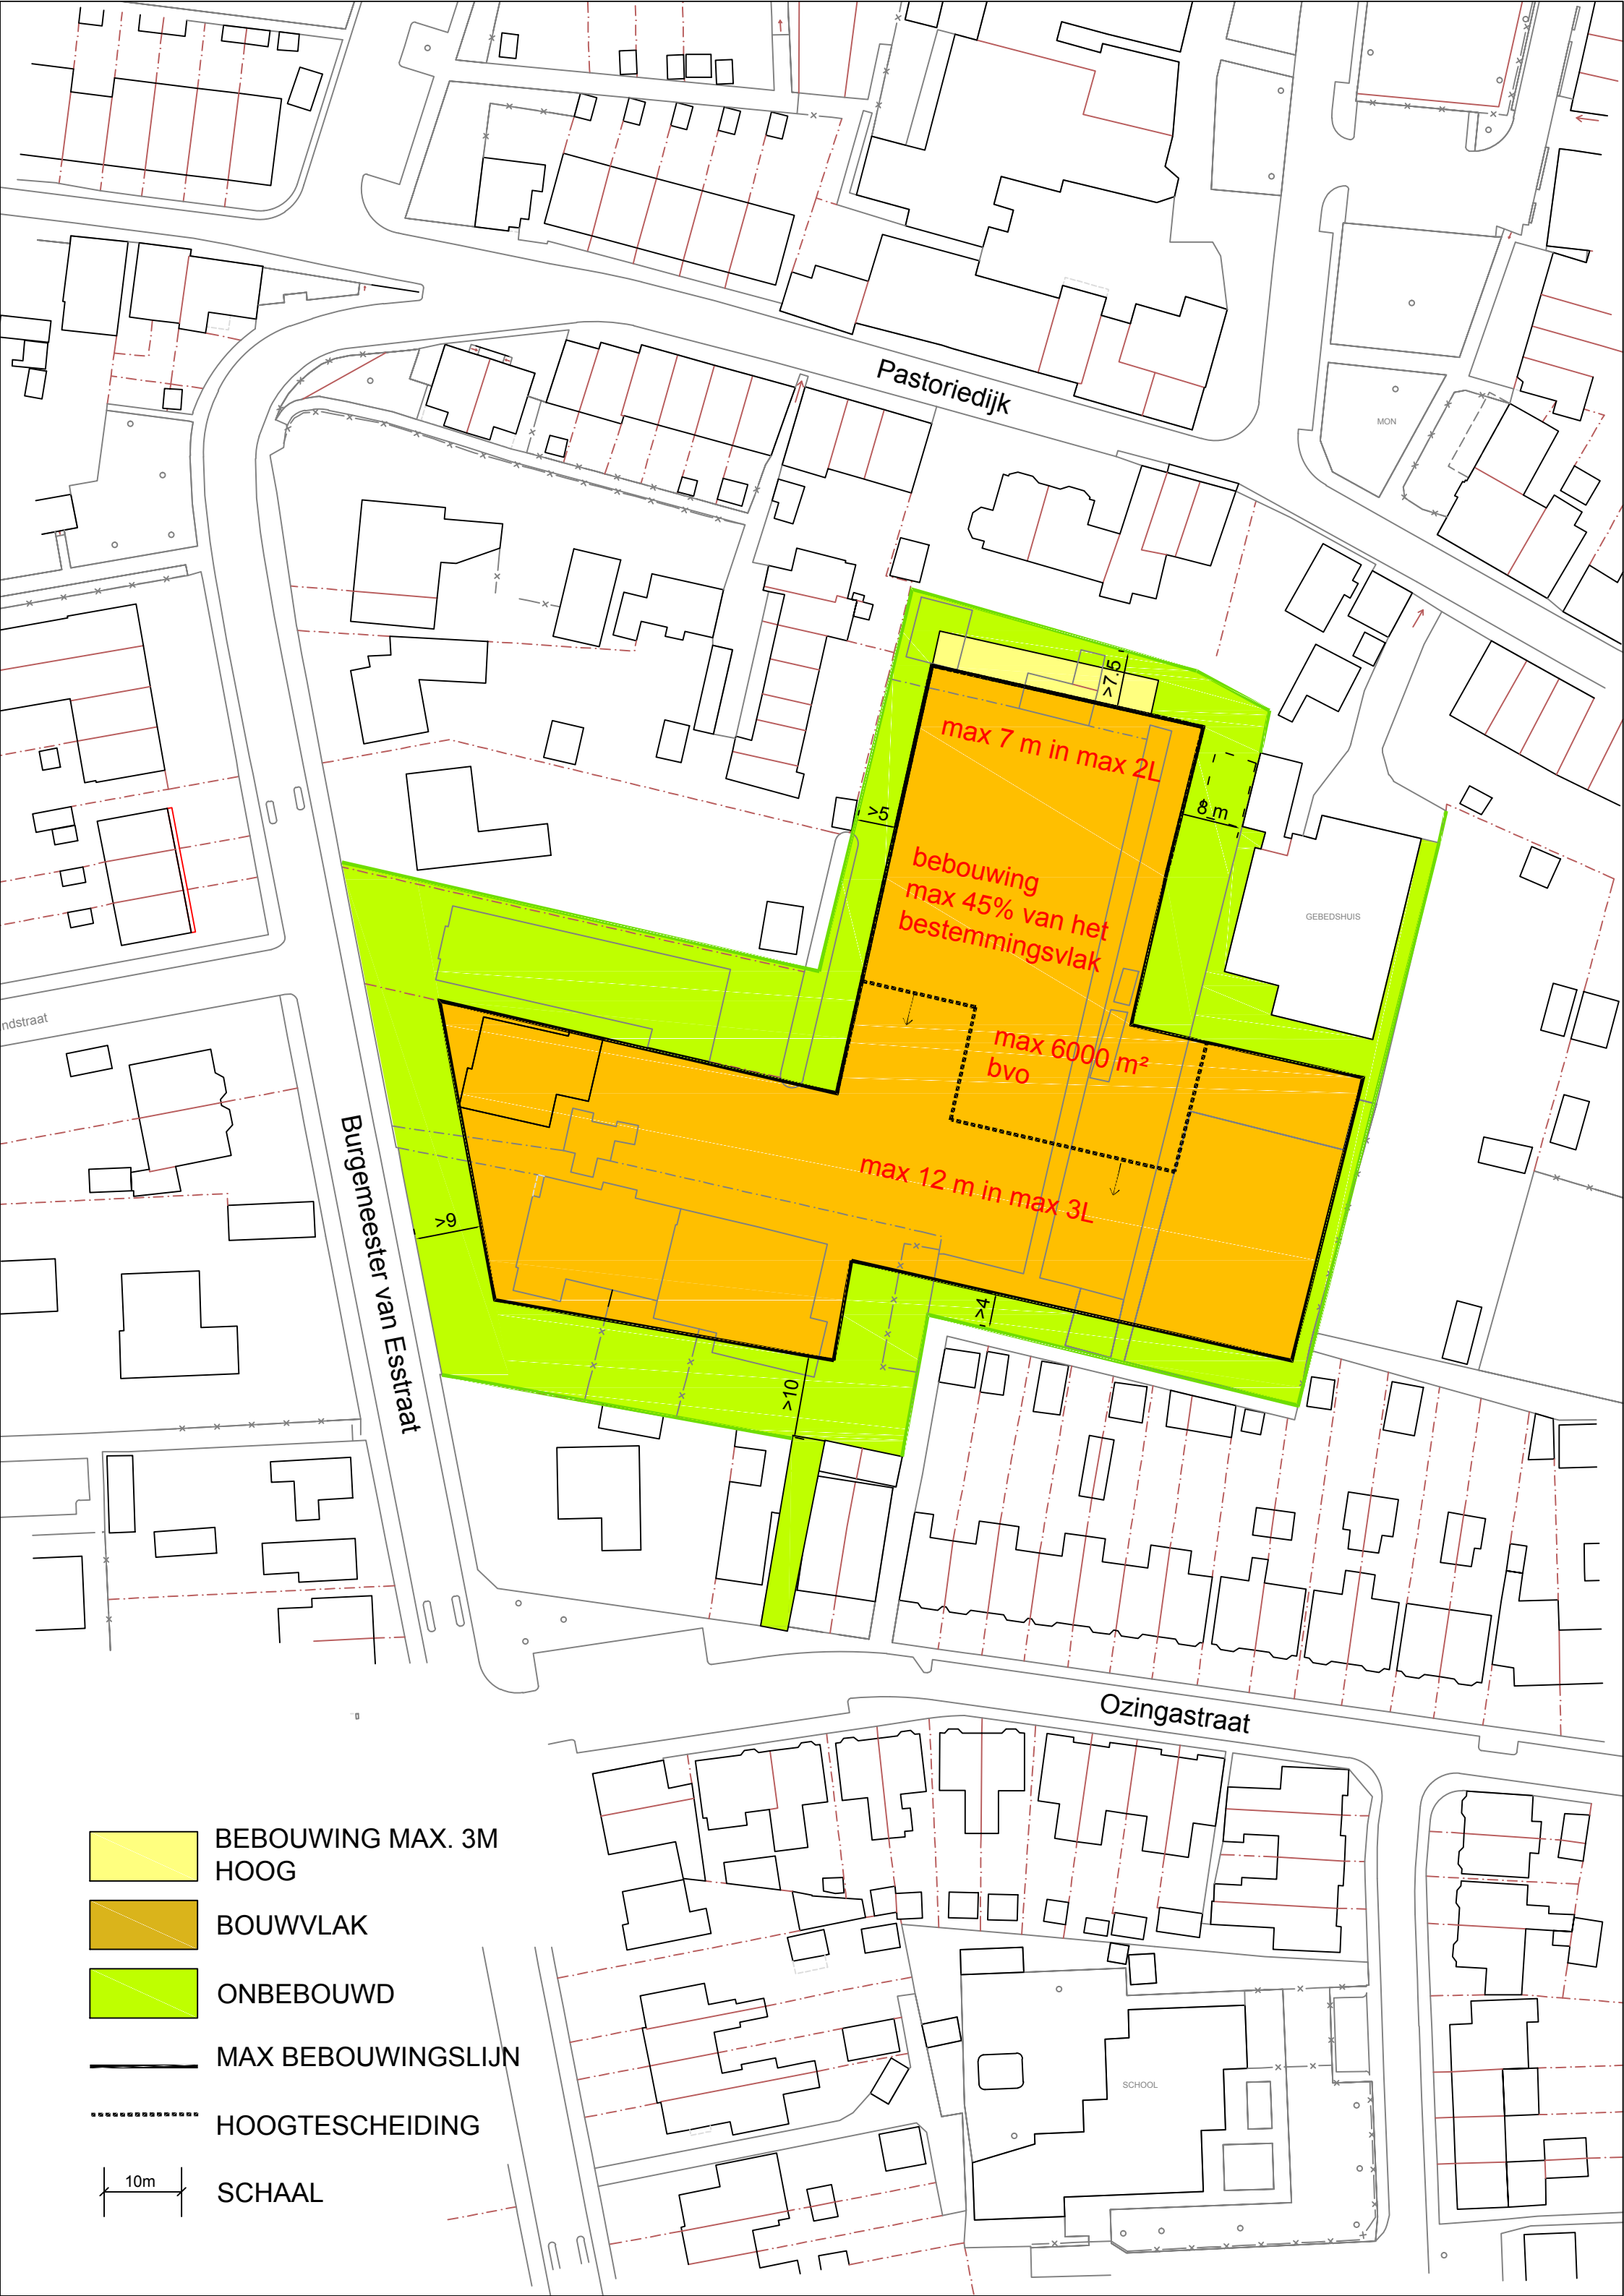 Pastoriedijk
MON
>7.5
max 7 m in max 2L
>5
8 m
bebouwing
max 45% van het
bestemmingsvlak
GEBEDSHUIS
ndstraat
max 6000 m²
bvo
Burgemeester van Esstraat
max 12 m in max 3L
>9
>4
>10
Ozingastraat
BEBOUWING MAX. 3M
HOOG
BOUWVLAK
ONBEBOUWD
MAX BEBOUWINGSLIJN
SCHOOL
HOOGTESCHEIDING
10m
SCHAAL